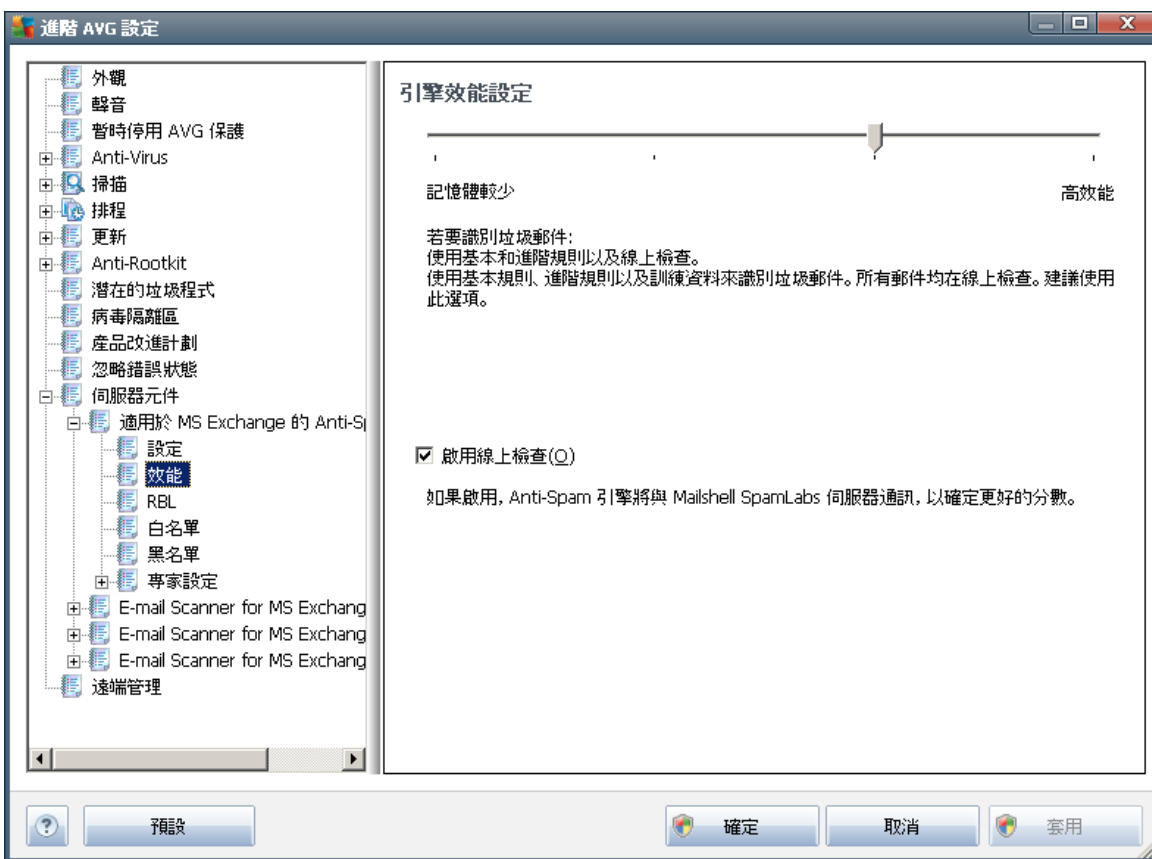 進階 AVG 設定
外觀
聲音
暫時停用 AVG 保護
Anti-Virus
掃描
排程
更新
Anti-Rootkit
潛在的垃圾程式
病毒隔離區
產品改進計劃
忽略錯誤狀態
伺服器元件
適用於 MS Exchange 的 Anti-Sp
設定
效能
RBL
白名單
黑名單
專家設定
E-mail Scanner for MS Exchang
E-mail Scanner for MS Exchang
E-mail Scanner for MS Exchang
遠端管理
引擎效能設定
記憶體較少
高效能
若要識別垃圾郵件:
使用基本和進階規則以及線上檢查。
使用基本規則、進階規則以及訓練資料來識別垃圾郵件。所有郵件均在線上檢查。建議使用
此選項。
啟用線上檢查(O)
如果啟用, Anti-Spam 引擎將與 Mailshell SpamLabs 伺服器通訊, 以確定更好的分數。
預設
確定
取消
套用